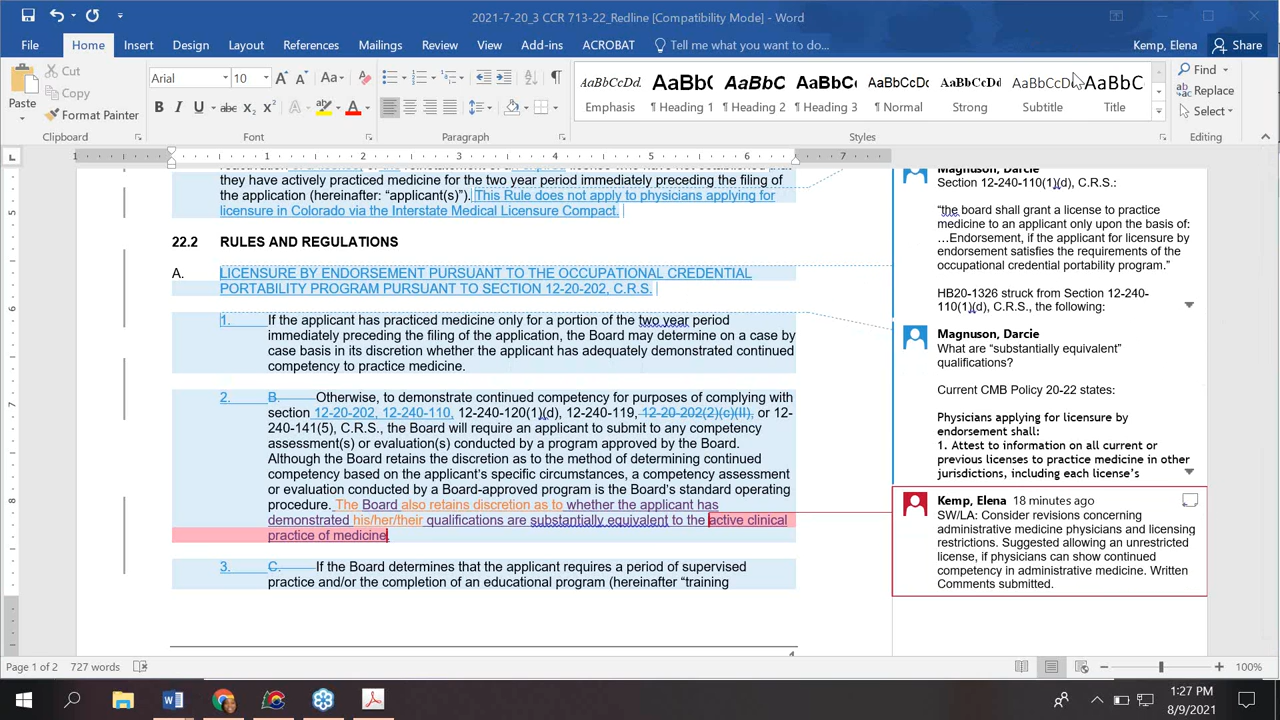 2021-7-20_3 CCR 713-22_Redline [Compatibility Mode] - Word
File Home Insert Design Layout References Mailings Review View Add-ins ACROBAT Tell me what you want to do... Kemp, Elena Share
Paste
Cut
Copy
Format Painter
Clipboard
Arial 10
Font
Paragraph
AaBbCcDd. AaBb( AaBbC AaBbC( AaBbCcDc AaBbCcDd AaBbCcD AaBbC
Emphasis ¶ Heading 1 ¶ Heading 2 ¶ Heading 3 ¶ Normal Strong Subtitle Title
Styles
Find
Replace
Select
Editing
1 1 2 3 4 5 6 7
they have actively practiced medicine for the two year period immediately preceding the filing of
the application (hereinafter: “applicant(s)”). This Rule does not apply to physicians applying for
licensure in Colorado via the Interstate Medical Licensure Compact.
22.2 RULES AND REGULATIONS
A. LICENSURE BY ENDORSEMENT PURSUANT TO THE OCCUPATIONAL CREDENTIAL
PORTABILITY PROGRAM PURSUANT TO SECTION 12-20-202, C.R.S.
1. If the applicant has practiced medicine only for a portion of the two year period
immediately preceding the filing of the application, the Board may determine on a case by
case basis in its discretion whether the applicant has adequately demonstrated continued
competency to practice medicine.
2. B. Otherwise, to demonstrate continued competency for purposes of complying with
section 12-20-202, 12-240-110, 12-240-120(1)(d), 12-240-119, 12-20-202(2)(c)(II), or 12-
240-141(5), C.R.S., the Board will require an applicant to submit to any competency
assessment(s) or evaluation(s) conducted by a program approved by the Board.
Although the Board retains the discretion as to the method of determining continued
competency based on the applicant’s specific circumstances, a competency assessment
or evaluation conducted by a Board-approved program is the Board’s standard operating
procedure. The Board also retains discretion as to whether the applicant has
demonstrated his/her/their qualifications are substantially equivalent to the active clinical
practice of medicine.
3. C. If the Board determines that the applicant requires a period of supervised
practice and/or the completion of an educational program (hereinafter “training
Magnuson, Darcie
Section 12-240-110(1)(d), C.R.S.:
“the board shall grant a license to practice
medicine to an applicant only upon the basis of:
…Endorsement, if the applicant for licensure by
endorsement satisfies the requirements of the
occupational credential portability program.”
HB20-1326 struck from Section 12-240-
110(1)(d), C.R.S., the following:
Magnuson, Darcie
What are “substantially equivalent”
qualifications?
Current CMB Policy 20-22 states:
Physicians applying for licensure by
endorsement shall:
1. Attest to information on all current or
previous licenses to practice medicine in other
jurisdictions, including each license’s
Kemp, Elena 18 minutes ago
SW/LA: Consider revisions concerning
administrative medicine physicians and licensing
restrictions. Suggested allowing an unrestricted
license, if physicians can show continued
competency in administrative medicine. Written
Comments submitted.
Page 1 of 2 727 words 100%
1:27 PM
8/9/2021